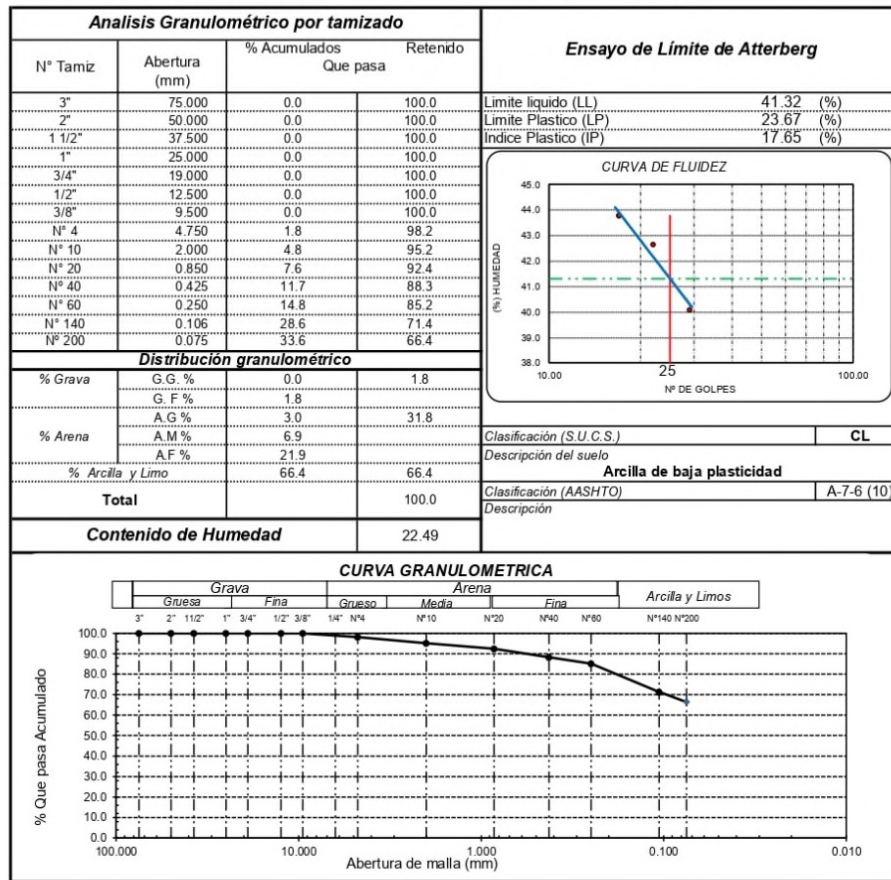 Analisis Granulométrico por tamizado
N° Tamiz Abertura (mm) % Acumulados Retenido Que pasa
3" 75.000 0.0 100.0
2" 50.000 0.0 100.0
1 1/2" 37.500 0.0 100.0
1" 25.000 0.0 100.0
3/4" 19.000 0.0 100.0
1/2" 12.500 0.0 100.0
3/8" 9.500 0.0 100.0
N° 4 4.750 1.8 98.2
N° 10 2.000 4.8 95.2
N° 20 0.850 7.6 92.4
Nº 40 0.425 11.7 88.3
N° 60 0.250 14.8 85.2
N° 140 0.106 28.6 71.4
Nº 200 0.075 33.6 66.4
Distribución granulométrico
% Grava G.G. % 0.0 1.8
G. F % 1.8
% Arena A.G % 3.0 31.8
A.M % 6.9
A.F % 21.9
% Arcilla y Limo 66.4 66.4
Total 100.0
Contenido de Humedad 22.49
Ensayo de Límite de Atterberg
Limite liquido (LL) 41.32 (%)
Limite Plastico (LP) 23.67 (%)
Indice Plastico (IP) 17.65 (%)
CURVA DE FLUIDEZ
(%) HUMEDAD
45.0
44.0
43.0
42.0
41.0
40.0
39.0
38.0
10.00 25 100.00
Nº DE GOLPES
Clasificación (S.U.C.S.) CL
Descripción del suelo
Arcilla de baja plasticidad
Clasificación (AASHTO) A-7-6 (10)
Descripción
CURVA GRANULOMETRICA
Grava Arena Arcilla y Limos
Gruesa Fina Grueso Media Fina
3" 2" 11/2" 1" 3/4" 1/2" 3/8" 1/4" Nº4 Nº10 Nº20 Nº40 Nº60 N°140 N°200
% Que pasa Acumulado
100.0
90.0
80.0
70.0
60.0
50.0
40.0
30.0
20.0
10.0
0.0
100.000 10.000 1.000 0.100 0.010
Abertura de malla (mm)